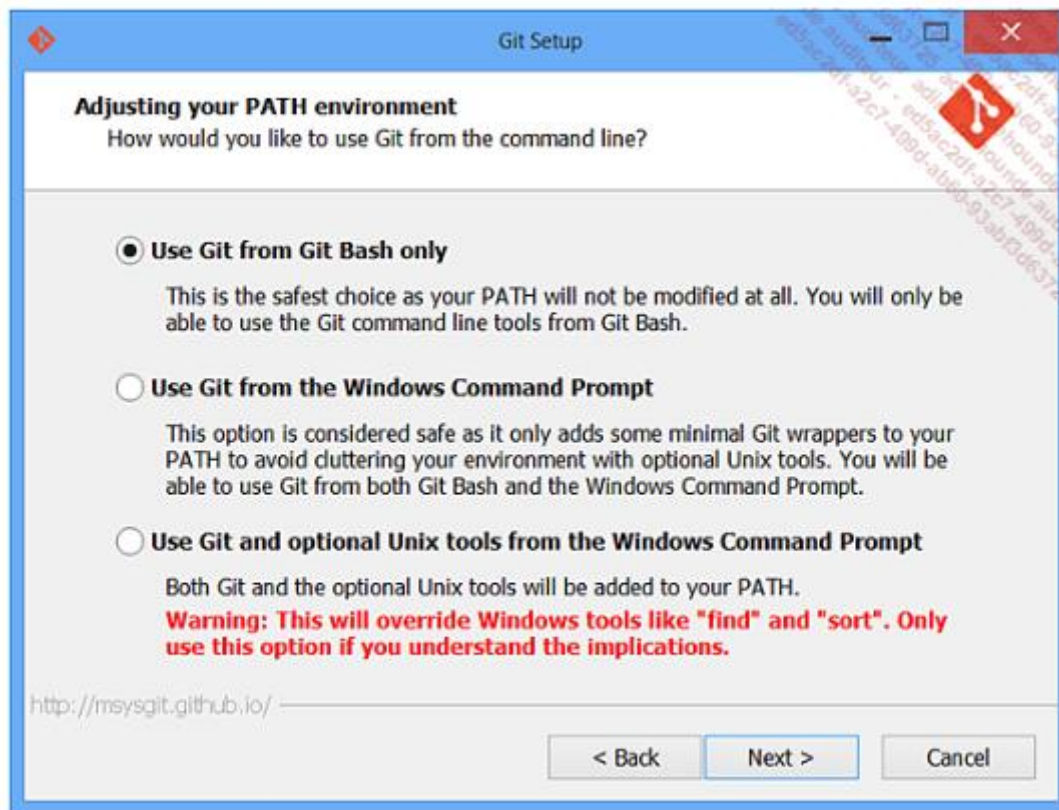 Git Setup
Adjusting your PATH environment
How would you like to use Git from the command line?
Use Git from Git Bash only
This is the safest choice as your PATH will not be modified at all. You will only be
able to use the Git command line tools from Git Bash.
Use Git from the Windows Command Prompt
This option is considered safe as it only adds some minimal Git wrappers to your
PATH to avoid cluttering your environment with optional Unix tools. You will be
able to use Git from both Git Bash and the Windows Command Prompt.
Use Git and optional Unix tools from the Windows Command Prompt
Both Git and the optional Unix tools will be added to your PATH.
Warning: This will override Windows tools like "find" and "sort". Only
use this option if you understand the implications.
http://msysgit.github.io/
< Back
Next >
Cancel